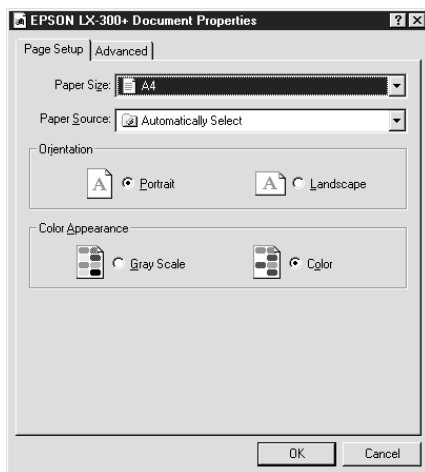 EPSON LX-300+ Document Properties
Page Setup Advanced
Paper Size: A4
Paper Source: Automatically Select
Orientation
A Portrait A Landscape
Color Appearance
Gray Scale Color
OK Cancel